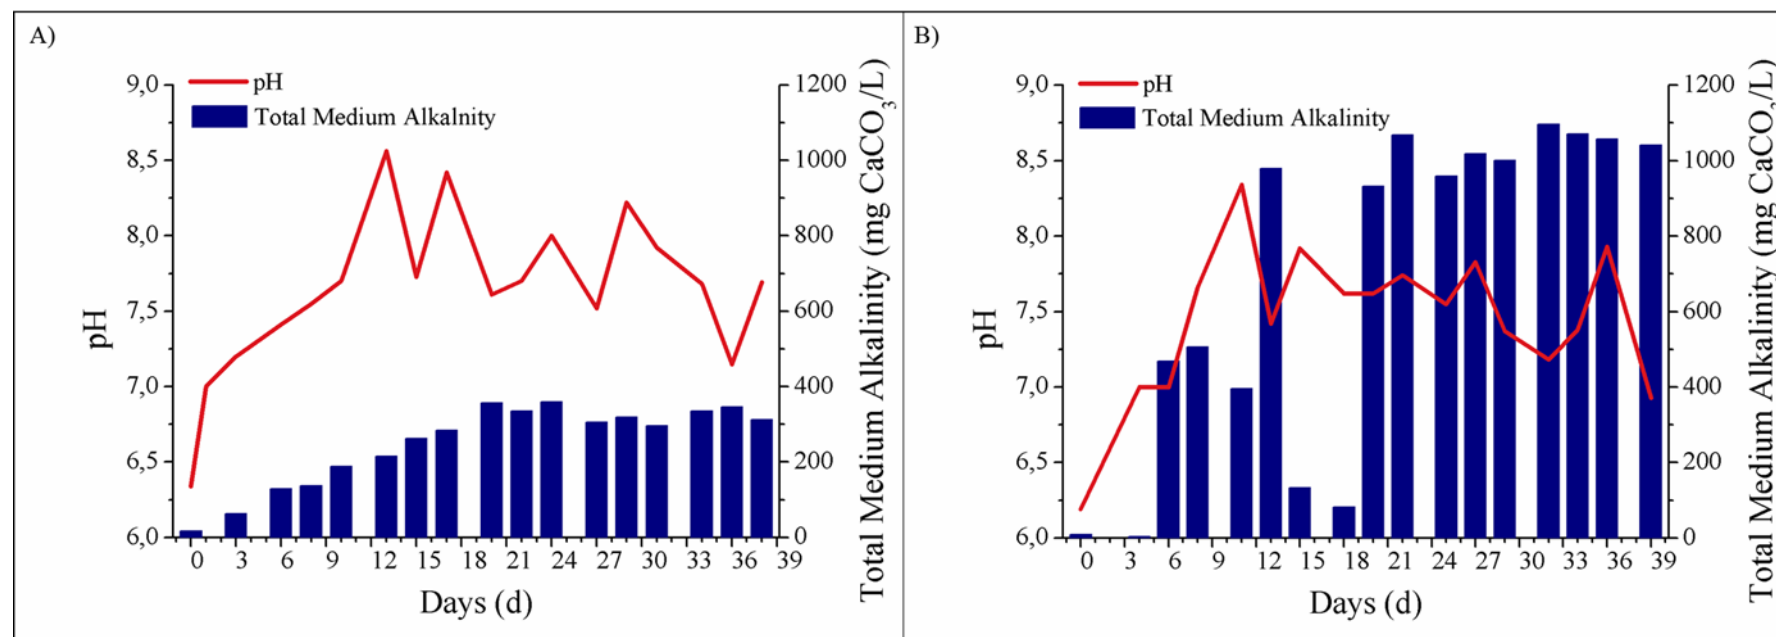 A)
pH
Total Medium Alkalnity
9,0
8,5
8,0
7,5
7,0
6,5
6,0
pH
1200
1000
800
600
400
200
0
Total Medium Alkalinity (mg CaCO3/L)
0 3 6 9 12 15 18 21 24 27 30 33 36 39
Days (d)
B)
pH
Total Medium Alkalinity
9,0
8,5
8,0
7,5
7,0
6,5
6,0
pH
1200
1000
800
600
400
200
0
Total Medium Alkalinity (mg CaCO3/L)
0 3 6 9 12 15 18 21 24 27 30 33 36 39
Days (d)